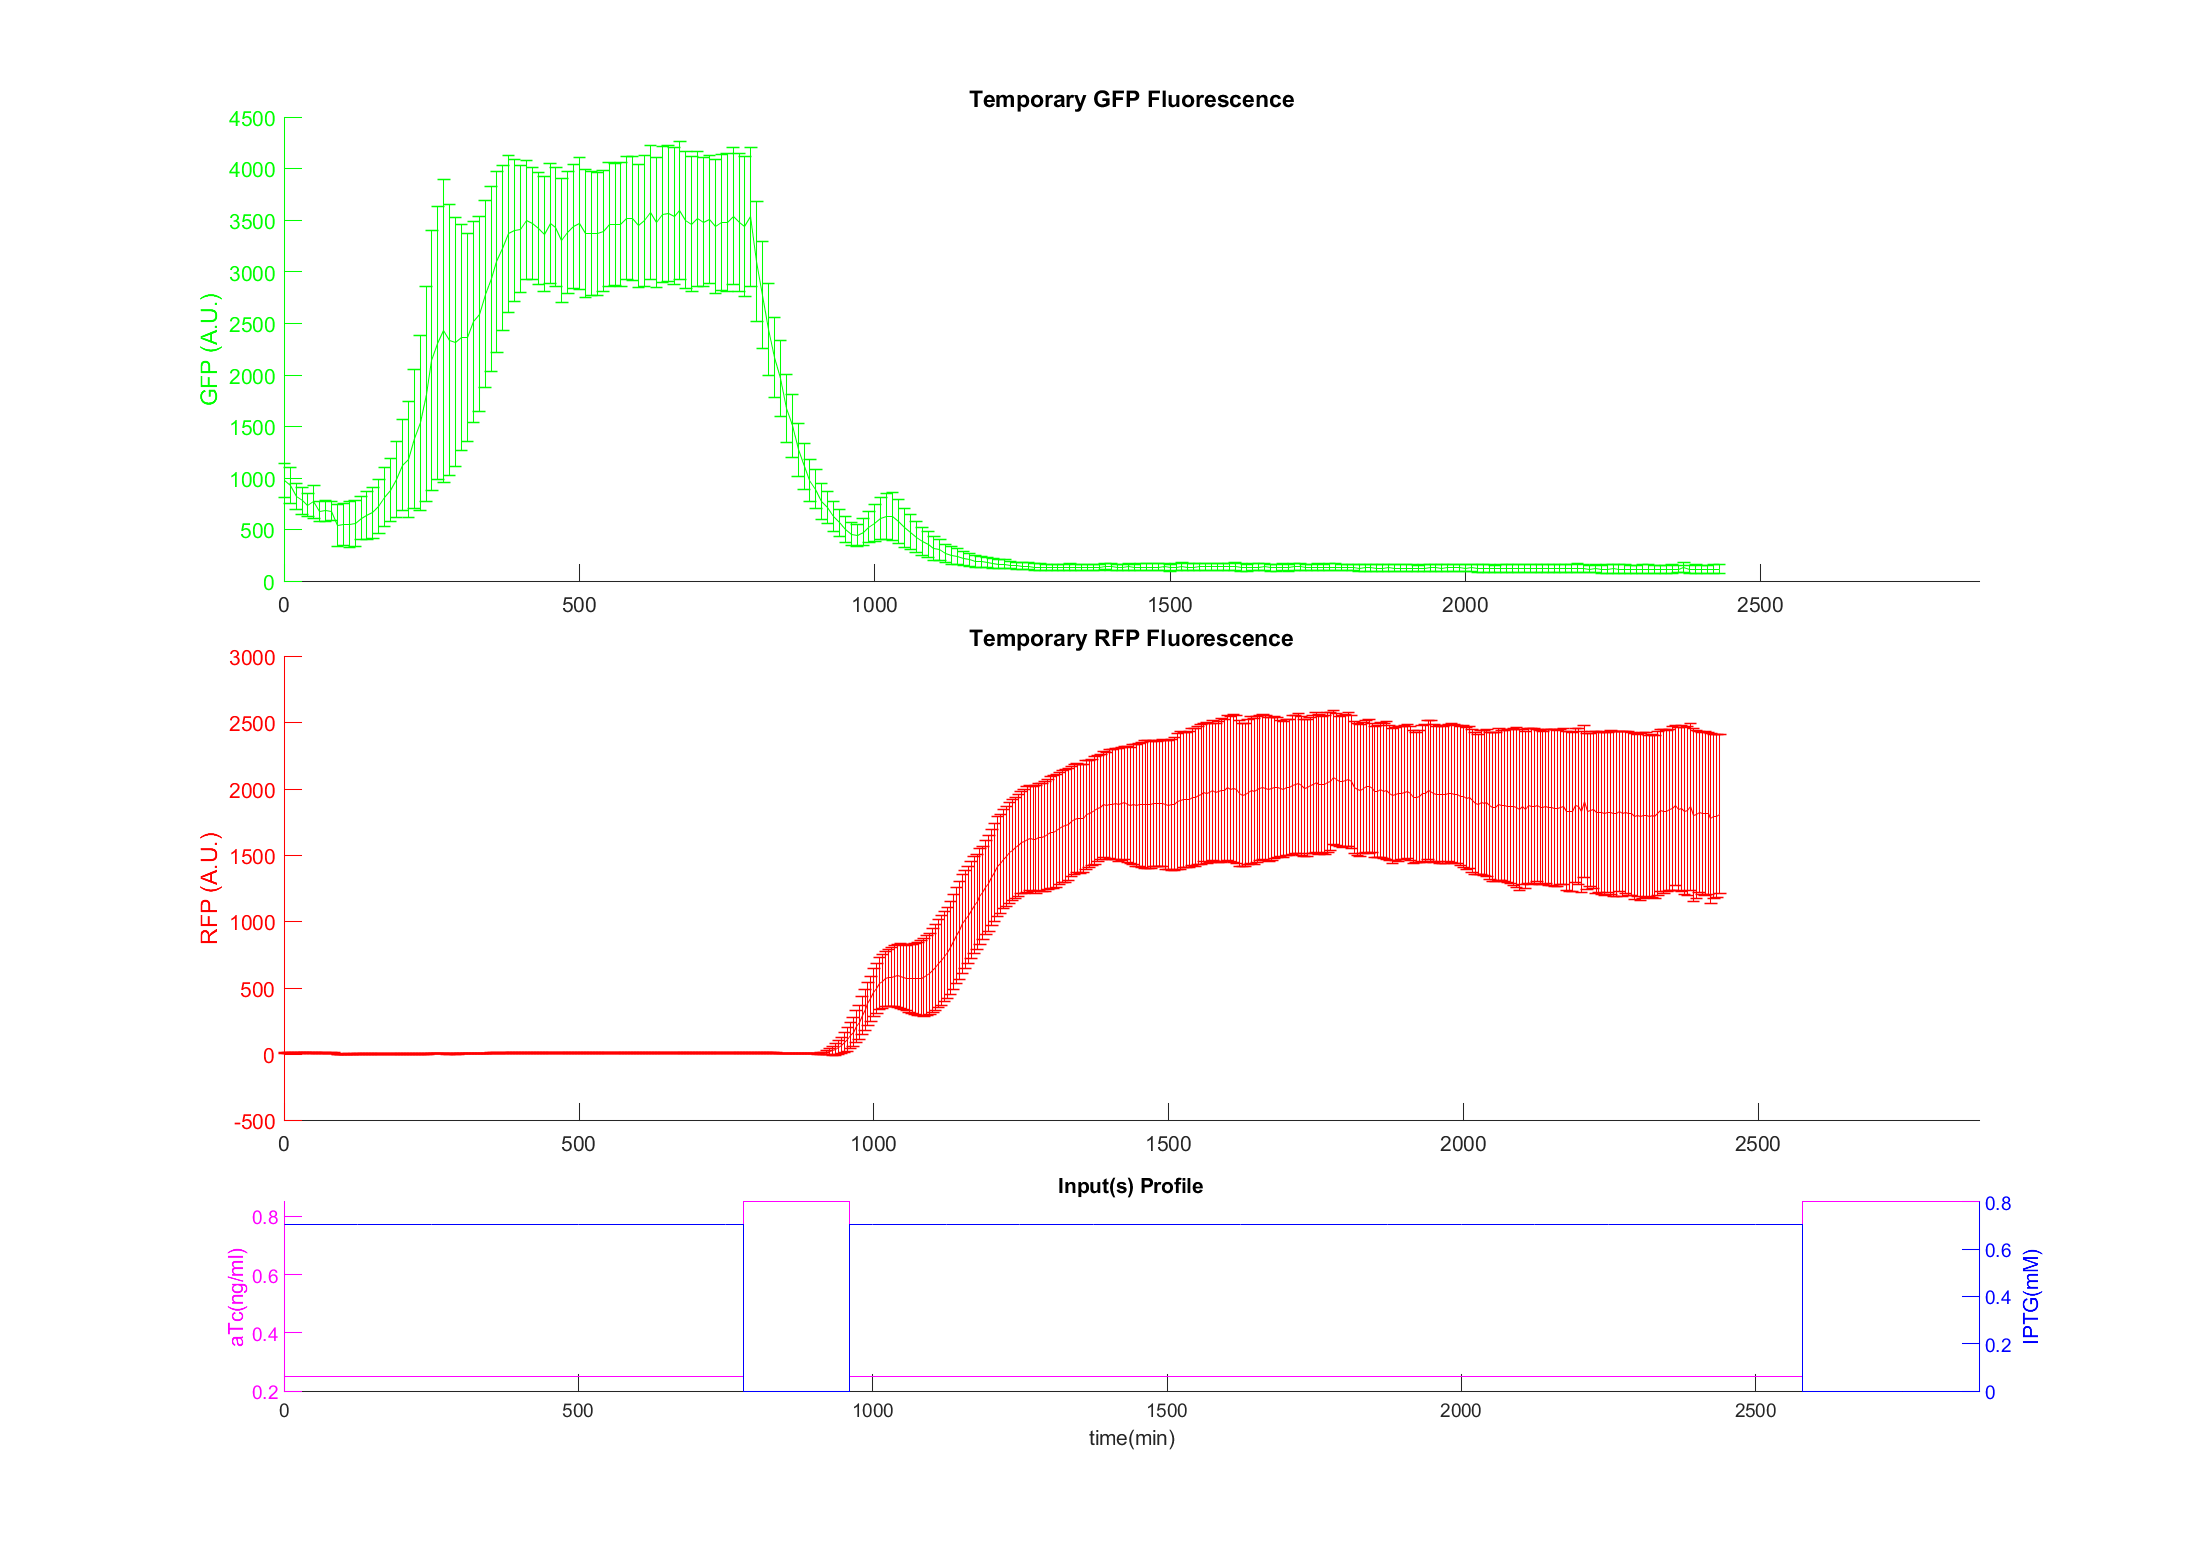 Temporary GFP Fluorescence
4500
4000
3500
3000
2500
2000
1500
1000
500
0
GFP (A.U.)
0 500 1000 1500 2000 2500
Temporary RFP Fluorescence
3000
2500
2000
1500
1000
500
0
-500
RFP (A.U.)
0 500 1000 1500 2000 2500
Input(s) Profile
0.8
0.6
0.4
0.2
aTc(ng/ml)
0.8
0.6
0.4
0.2
0
IPTG(mM)
0 500 1000 1500 2000 2500
time(min)